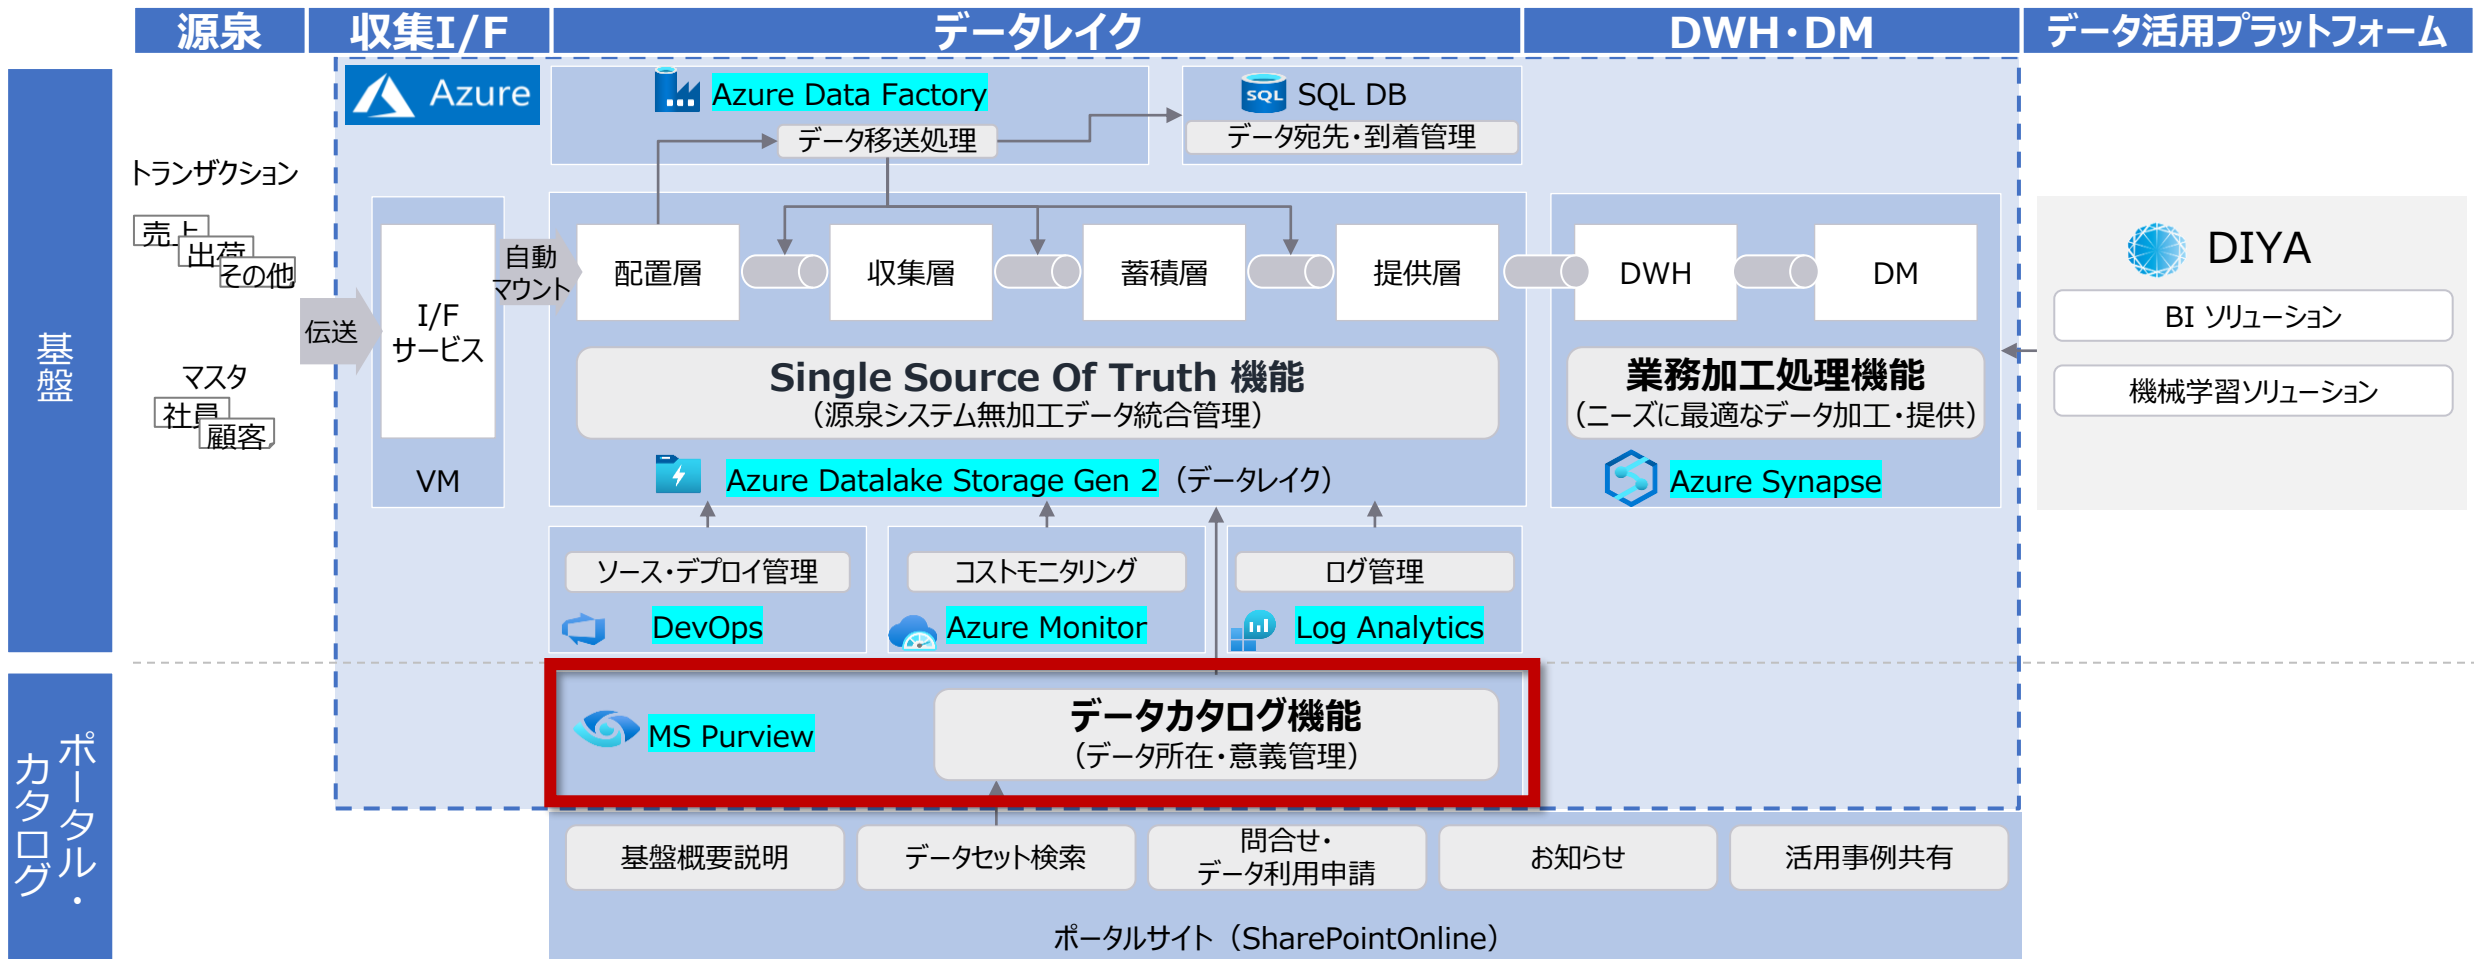 源泉
収集I/F
データレイク
DWH・DM
データ活用プラットフォーム
基盤
Azure
Azure Data Factory
データ移送処理
SQL DB
データ宛先・到着管理
トランザクション
売上
出荷
その他
マスタ
社員
顧客
伝送
I/F
サービス
VM
自動
マウント
配置層
収集層
蓄積層
提供層
Single Source Of Truth 機能
（源泉システム無加工データ統合管理）
Azure Datalake Storage Gen 2（データレイク）
DWH
DM
業務加工処理機能
（ニーズに最適なデータ加工・提供）
Azure Synapse
DIYA
BI ソリューション
機械学習ソリューション
ソース・デプロイ管理
DevOps
コストモニタリング
Azure Monitor
ログ管理
Log Analytics
ポータル・
カタログ
MS Purview
データカタログ機能
（データ所在・意義管理）
基盤概要説明
データセット検索
問合せ・
データ利用申請
お知らせ
活用事例共有
ポータルサイト（SharePointOnline）